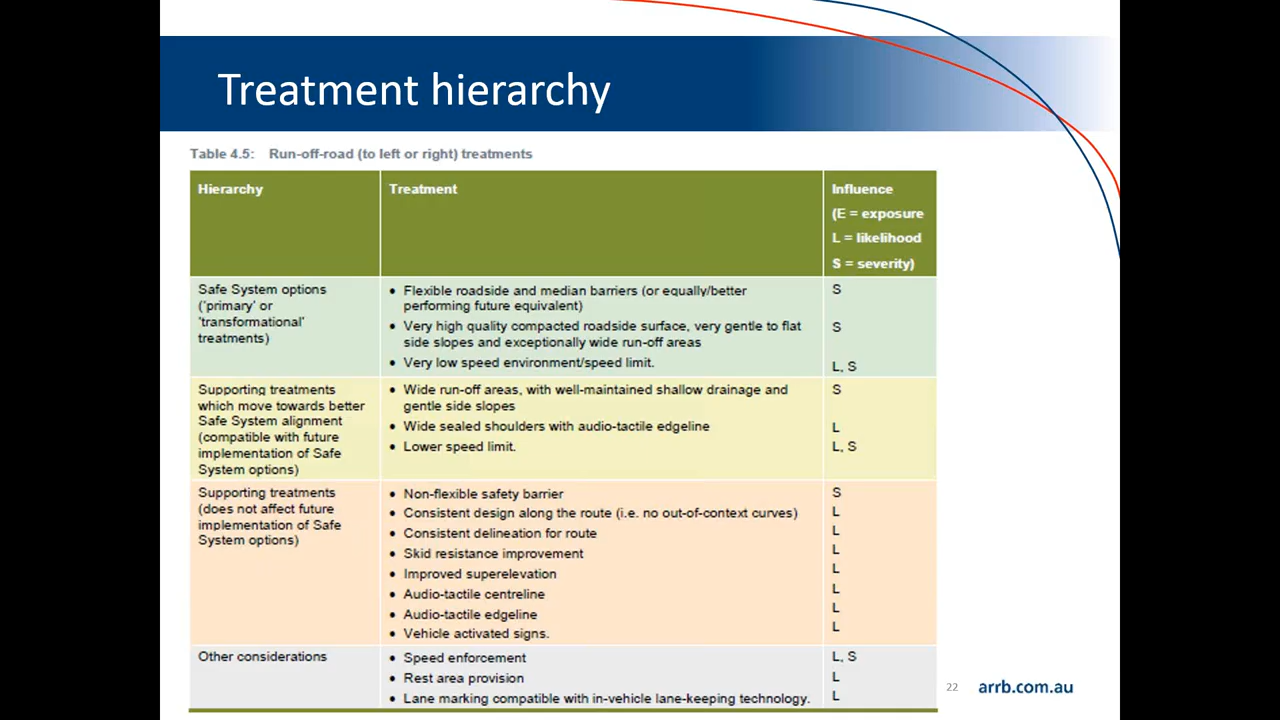 Treatment hierarchy
Table 4.5: Run-off-road (to left or right) treatments
Hierarchy
Treatment
Influence
(E = exposure
L = likelihood
S = severity)
Safe System options
('primary' or
'transformational'
treatments)
• Flexible roadside and median barriers (or equally/better
performing future equivalent)
• Very high quality compacted roadside surface, very gentle to flat
side slopes and exceptionally wide run-off areas
• Very low speed environment/speed limit.
S
S
L, S
Supporting treatments
which move towards better
Safe System alignment
(compatible with future
implementation of Safe
System options)
• Wide run-off areas, with well-maintained shallow drainage and
gentle side slopes
• Wide sealed shoulders with audio-tactile edgeline
• Lower speed limit.
S
L
L, S
Supporting treatments
(does not affect future
implementation of Safe
System options)
• Non-flexible safety barrier
• Consistent design along the route (i.e. no out-of-context curves)
• Consistent delineation for route
• Skid resistance improvement
• Improved superelevation
• Audio-tactile centreline
• Audio-tactile edgeline
• Vehicle activated signs.
S
L
L
L
L
L
L
L
Other considerations
• Speed enforcement
• Rest area provision
• Lane marking compatible with in-vehicle lane-keeping technology.
L, S
L
L
22
arrb.com.au